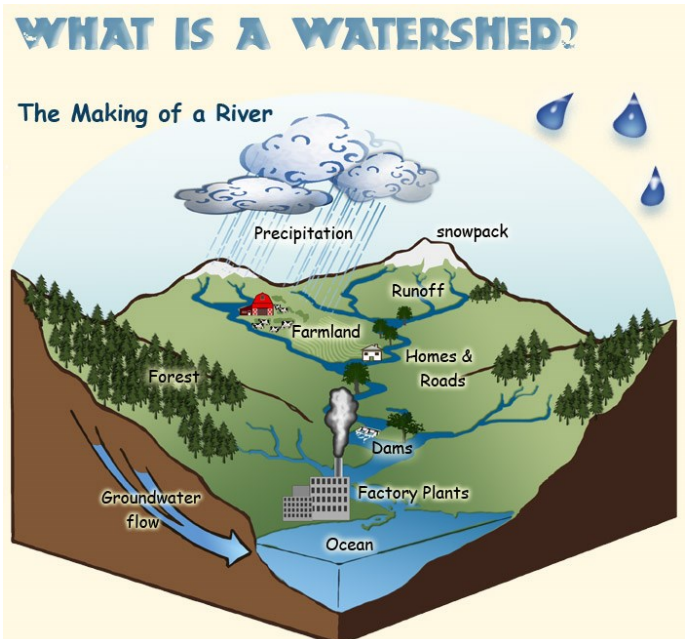 WHAT IS A WATERSHED?
The Making of a River
Precipitation
snowpack
Runoff
Farmland
Homes &
Roads
Forest
Dams
Factory Plants
Groundwater
flow
Ocean